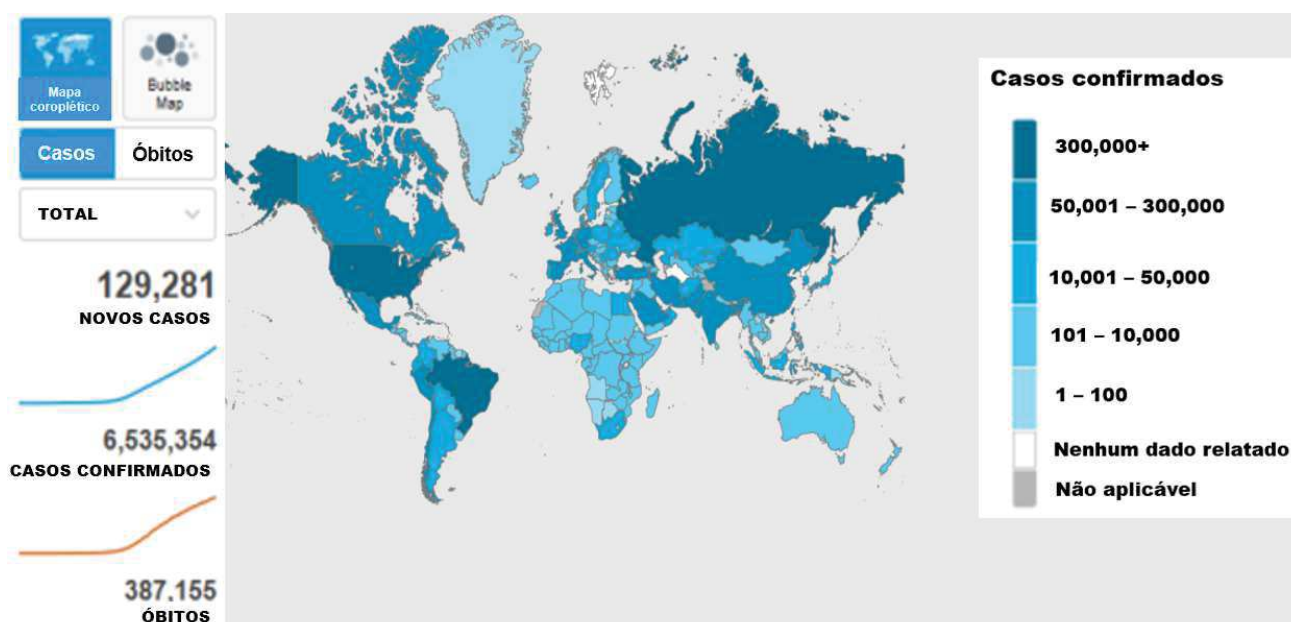 Mapa
coroplético
Bubble
Map
Casos
Óbitos
TOTAL
129,281
NOVOS CASOS
6,535,354
CASOS CONFIRMADOS
387,155
ÓBITOS
Casos confirmados
300,000+
50,001 – 300,000
10,001 – 50,000
101 – 10,000
1 – 100
Nenhum dado relatado
Não aplicável